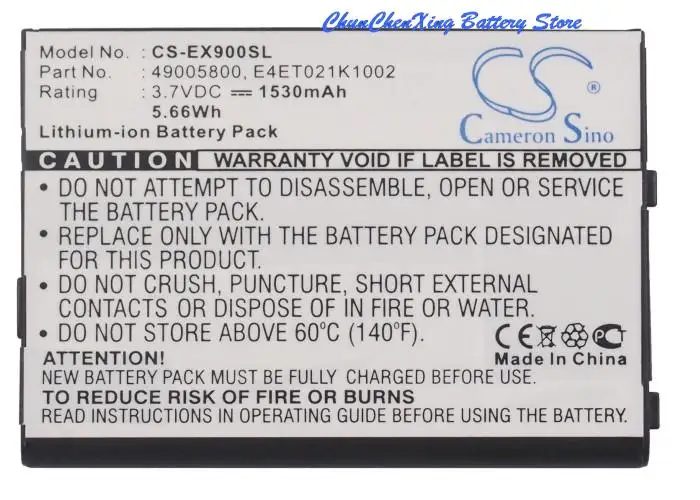 ChunChenXing Battery Store
Model No. : CS-EX900SL
Part No. : 49005800, E4ET021K1002
Rating : 3.7VDC 1530mAh
5.66Wh
Lithium-ion Battery Pack
CS
®
Cameron Sino
CAUTION WARRANTY VOID IF LABEL IS REMOVED
• DO NOT ATTEMPT TO DISASSEMBLE, OPEN OR SERVICE
THE BATTERY PACK.
• REPLACE ONLY WITH THE BATTERY PACK DESIGNATED
FOR THIS PRODUCT.
• DO NOT CRUSH, PUNCTURE, SHORT EXTERNAL
CONTACTS OR DISPOSE OF IN FIRE OR WATER.
• DO NOT STORE ABOVE 60°C (140°F).
CE
Made In China
ATTENTION!
NEW BATTERY PACK MUST BE FULLY CHARGED BEFORE USING
TO REDUCE RISK OF FIRE OR BURNS.
READ INSTRUCTIONS IN OPERATING GUIDE BEFORE USING BATTERY